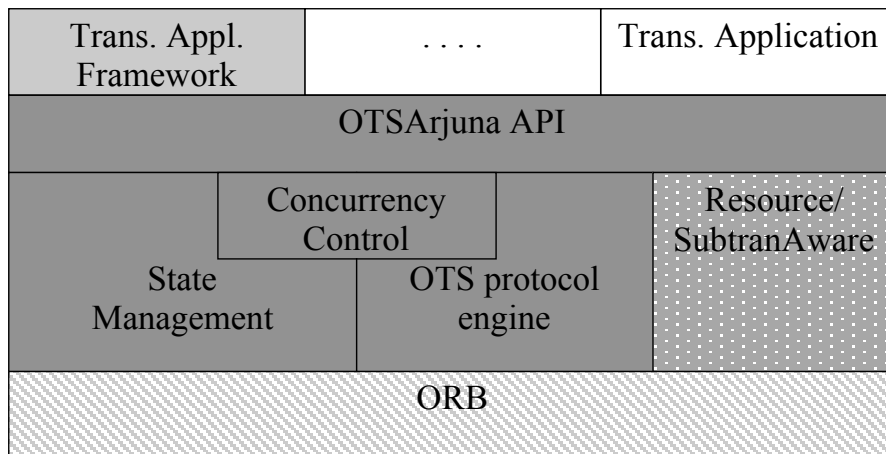 Trans. Appl.
Framework
. . . .
Trans. Application
OTSArjuna API
Concurrency
Control
Resource/
SubtranAware
State
Management
OTS protocol
engine
ORB